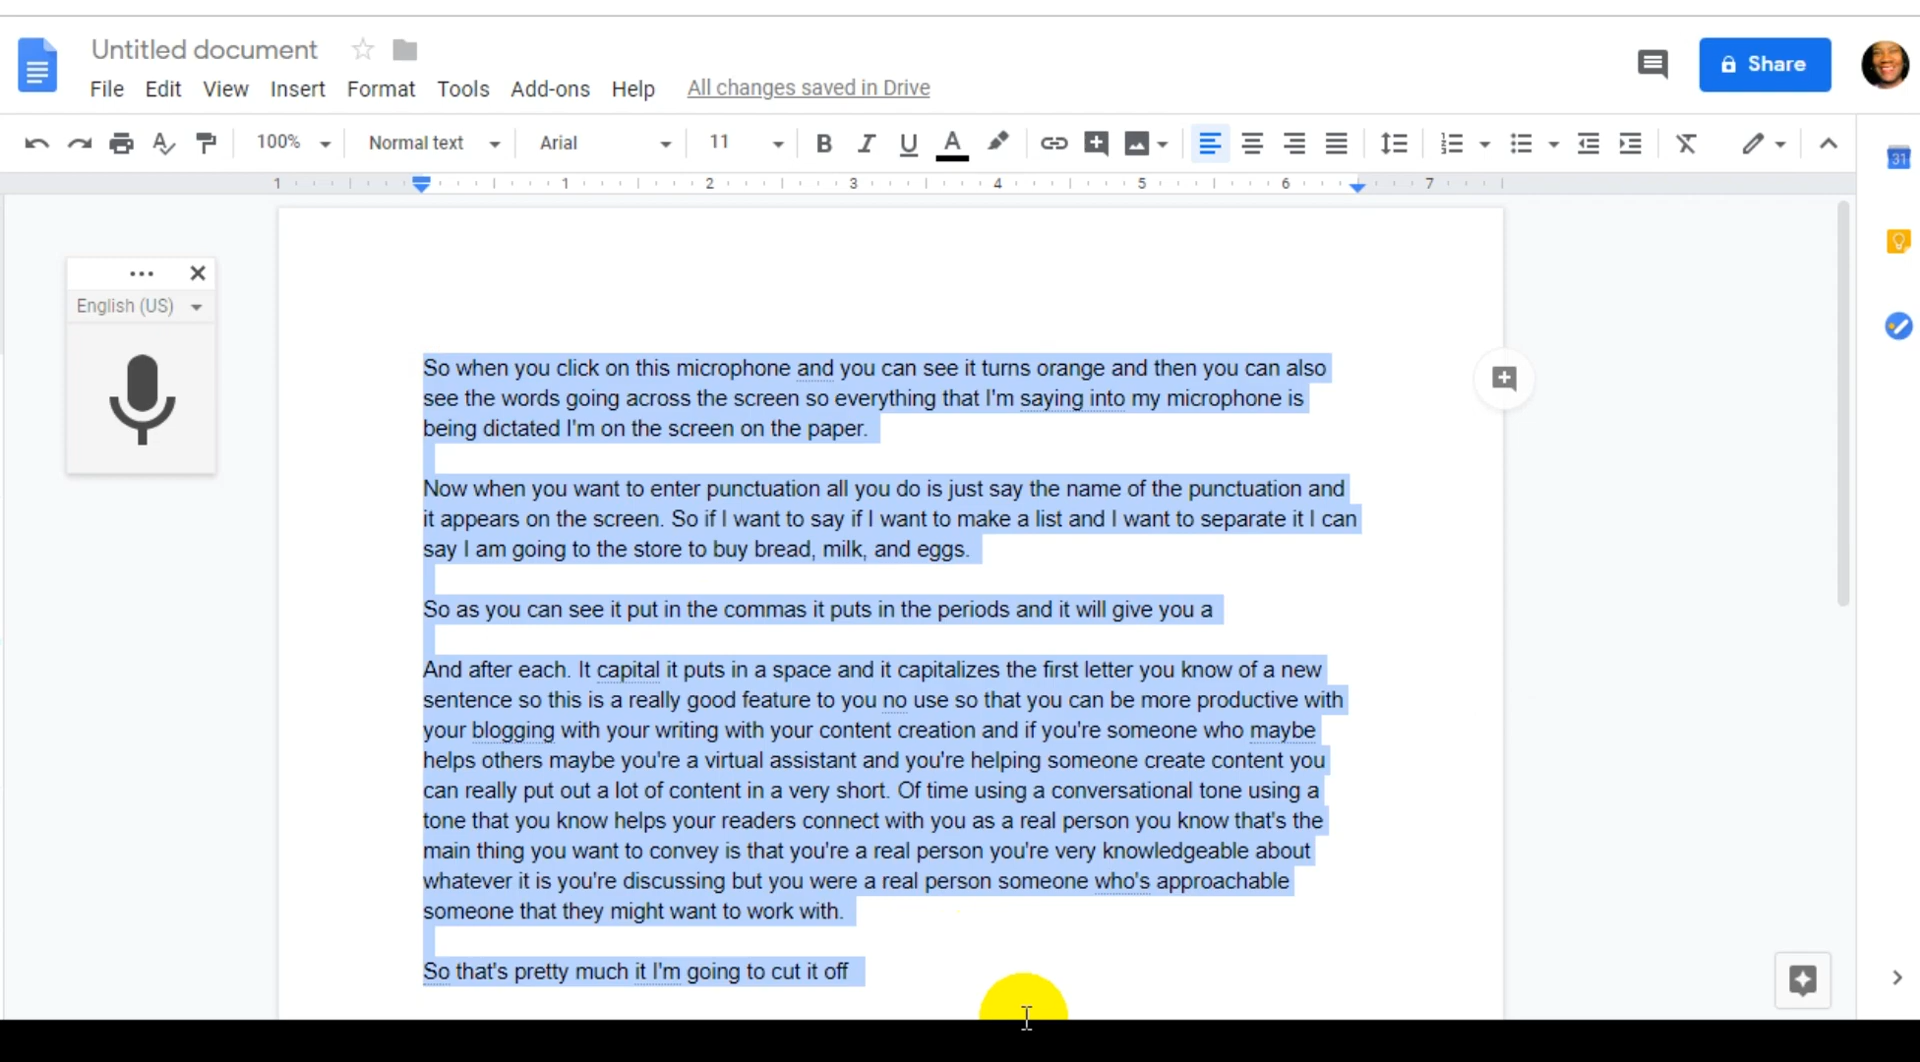 Untitled document
File Edit View Insert Format Tools Add-ons Help All changes saved in Drive
Share
100% Normal text Arial 11 B I U A
1 1 2 3 4 5 6 7
31
English (US)
So when you click on this microphone and you can see it turns orange and then you can also
see the words going across the screen so everything that I'm saying into my microphone is
being dictated I'm on the screen on the paper.
Now when you want to enter punctuation all you do is just say the name of the punctuation and
it appears on the screen. So if I want to say if I want to make a list and I want to separate it I can
say I am going to the store to buy bread, milk, and eggs.
So as you can see it put in the commas it puts in the periods and it will give you a
And after each. It capital it puts in a space and it capitalizes the first letter you know of a new
sentence so this is a really good feature to you no use so that you can be more productive with
your blogging with your writing with your content creation and if you're someone who maybe
helps others maybe you're a virtual assistant and you're helping someone create content you
can really put out a lot of content in a very short. Of time using a conversational tone using a
tone that you know helps your readers connect with you as a real person you know that's the
main thing you want to convey is that you're a real person you're very knowledgeable about
whatever it is you're discussing but you were a real person someone who's approachable
someone that they might want to work with.
So that's pretty much it I'm going to cut it off